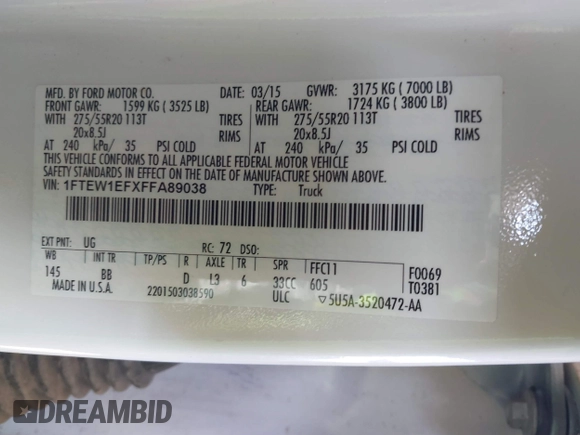 MFD. BY FORD MOTOR CO. DATE: 03/15 GVWR: 3175 KG (7000 LB)
FRONT GAWR: 1599 KG (3525 LB) REAR GAWR: 1724 KG (3800 LB)
WITH 275/55R20 113T TIRES WITH 275/55R20 113T TIRES
20x8.5J RIMS 20x8.5J RIMS
AT 240 kPa/ 35 PSI COLD AT 240 kPa/ 35 PSI COLD
THIS VEHICLE CONFORMS TO ALL APPLICABLE FEDERAL MOTOR VEHICLE
SAFETY STANDARDS IN EFFECT ON THE DATE OF MANUFACTURE SHOWN ABOVE.
VIN: 1FTEW1EFXFFA89038 TYPE: Truck
EXT PNT: UG RC: 72 DSO:
WB INT TR TP/PS R AXLE TR SPR FFC11 F0069
145 BB D L3 6 33CC 605 T0381
MADE IN U.S.A. 2201503038590 ULC ▽5U5A-3520472-AA
DREAMBID